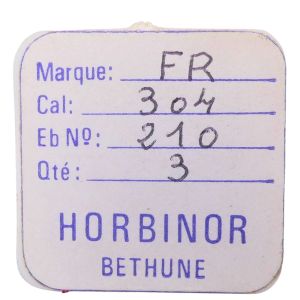 Marque: FR
Cal: 304
Eb Nº: 210
Qté: 3
HORBINOR
BETHUNE